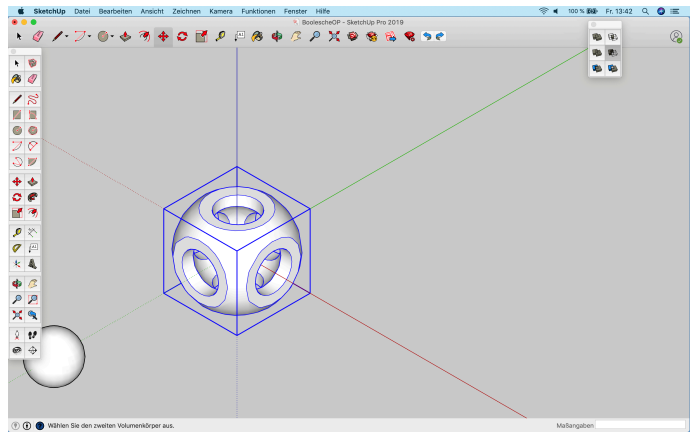 SketchUp Datei Bearbeiten Ansicht Zeichnen Kamera Funktionen Fenster Hilfe 100 % Fr. 13:42
BoolescheOP - SketchUp Pro 2019
Wählen Sie den zweiten Volumenkörper aus. Maßangaben